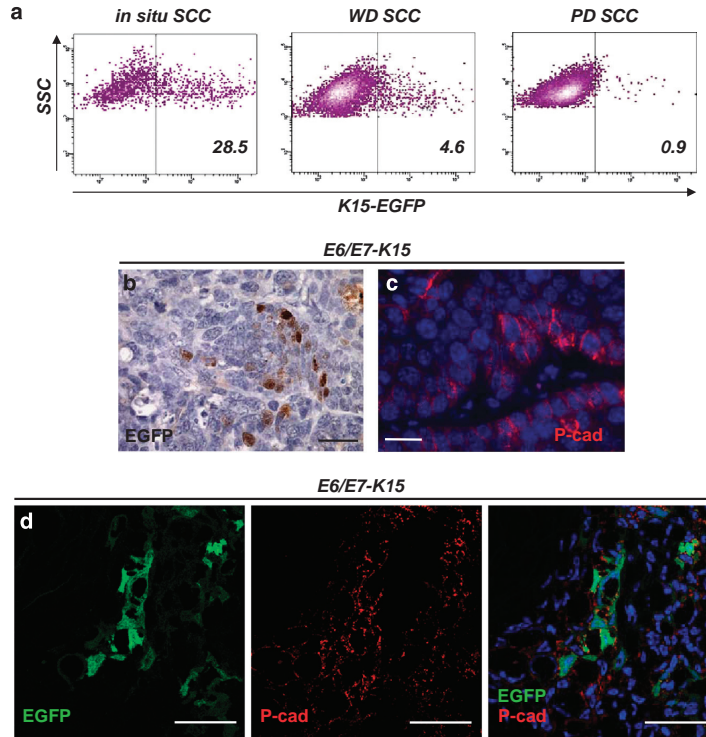 a
in situ SCC
WD SCC
PD SCC
SSC
28.5
4.6
0.9
K15-EGFP
E6/E7-K15
b
EGFP
c
P-cad
E6/E7-K15
d
EGFP
P-cad
EGFP
P-cad